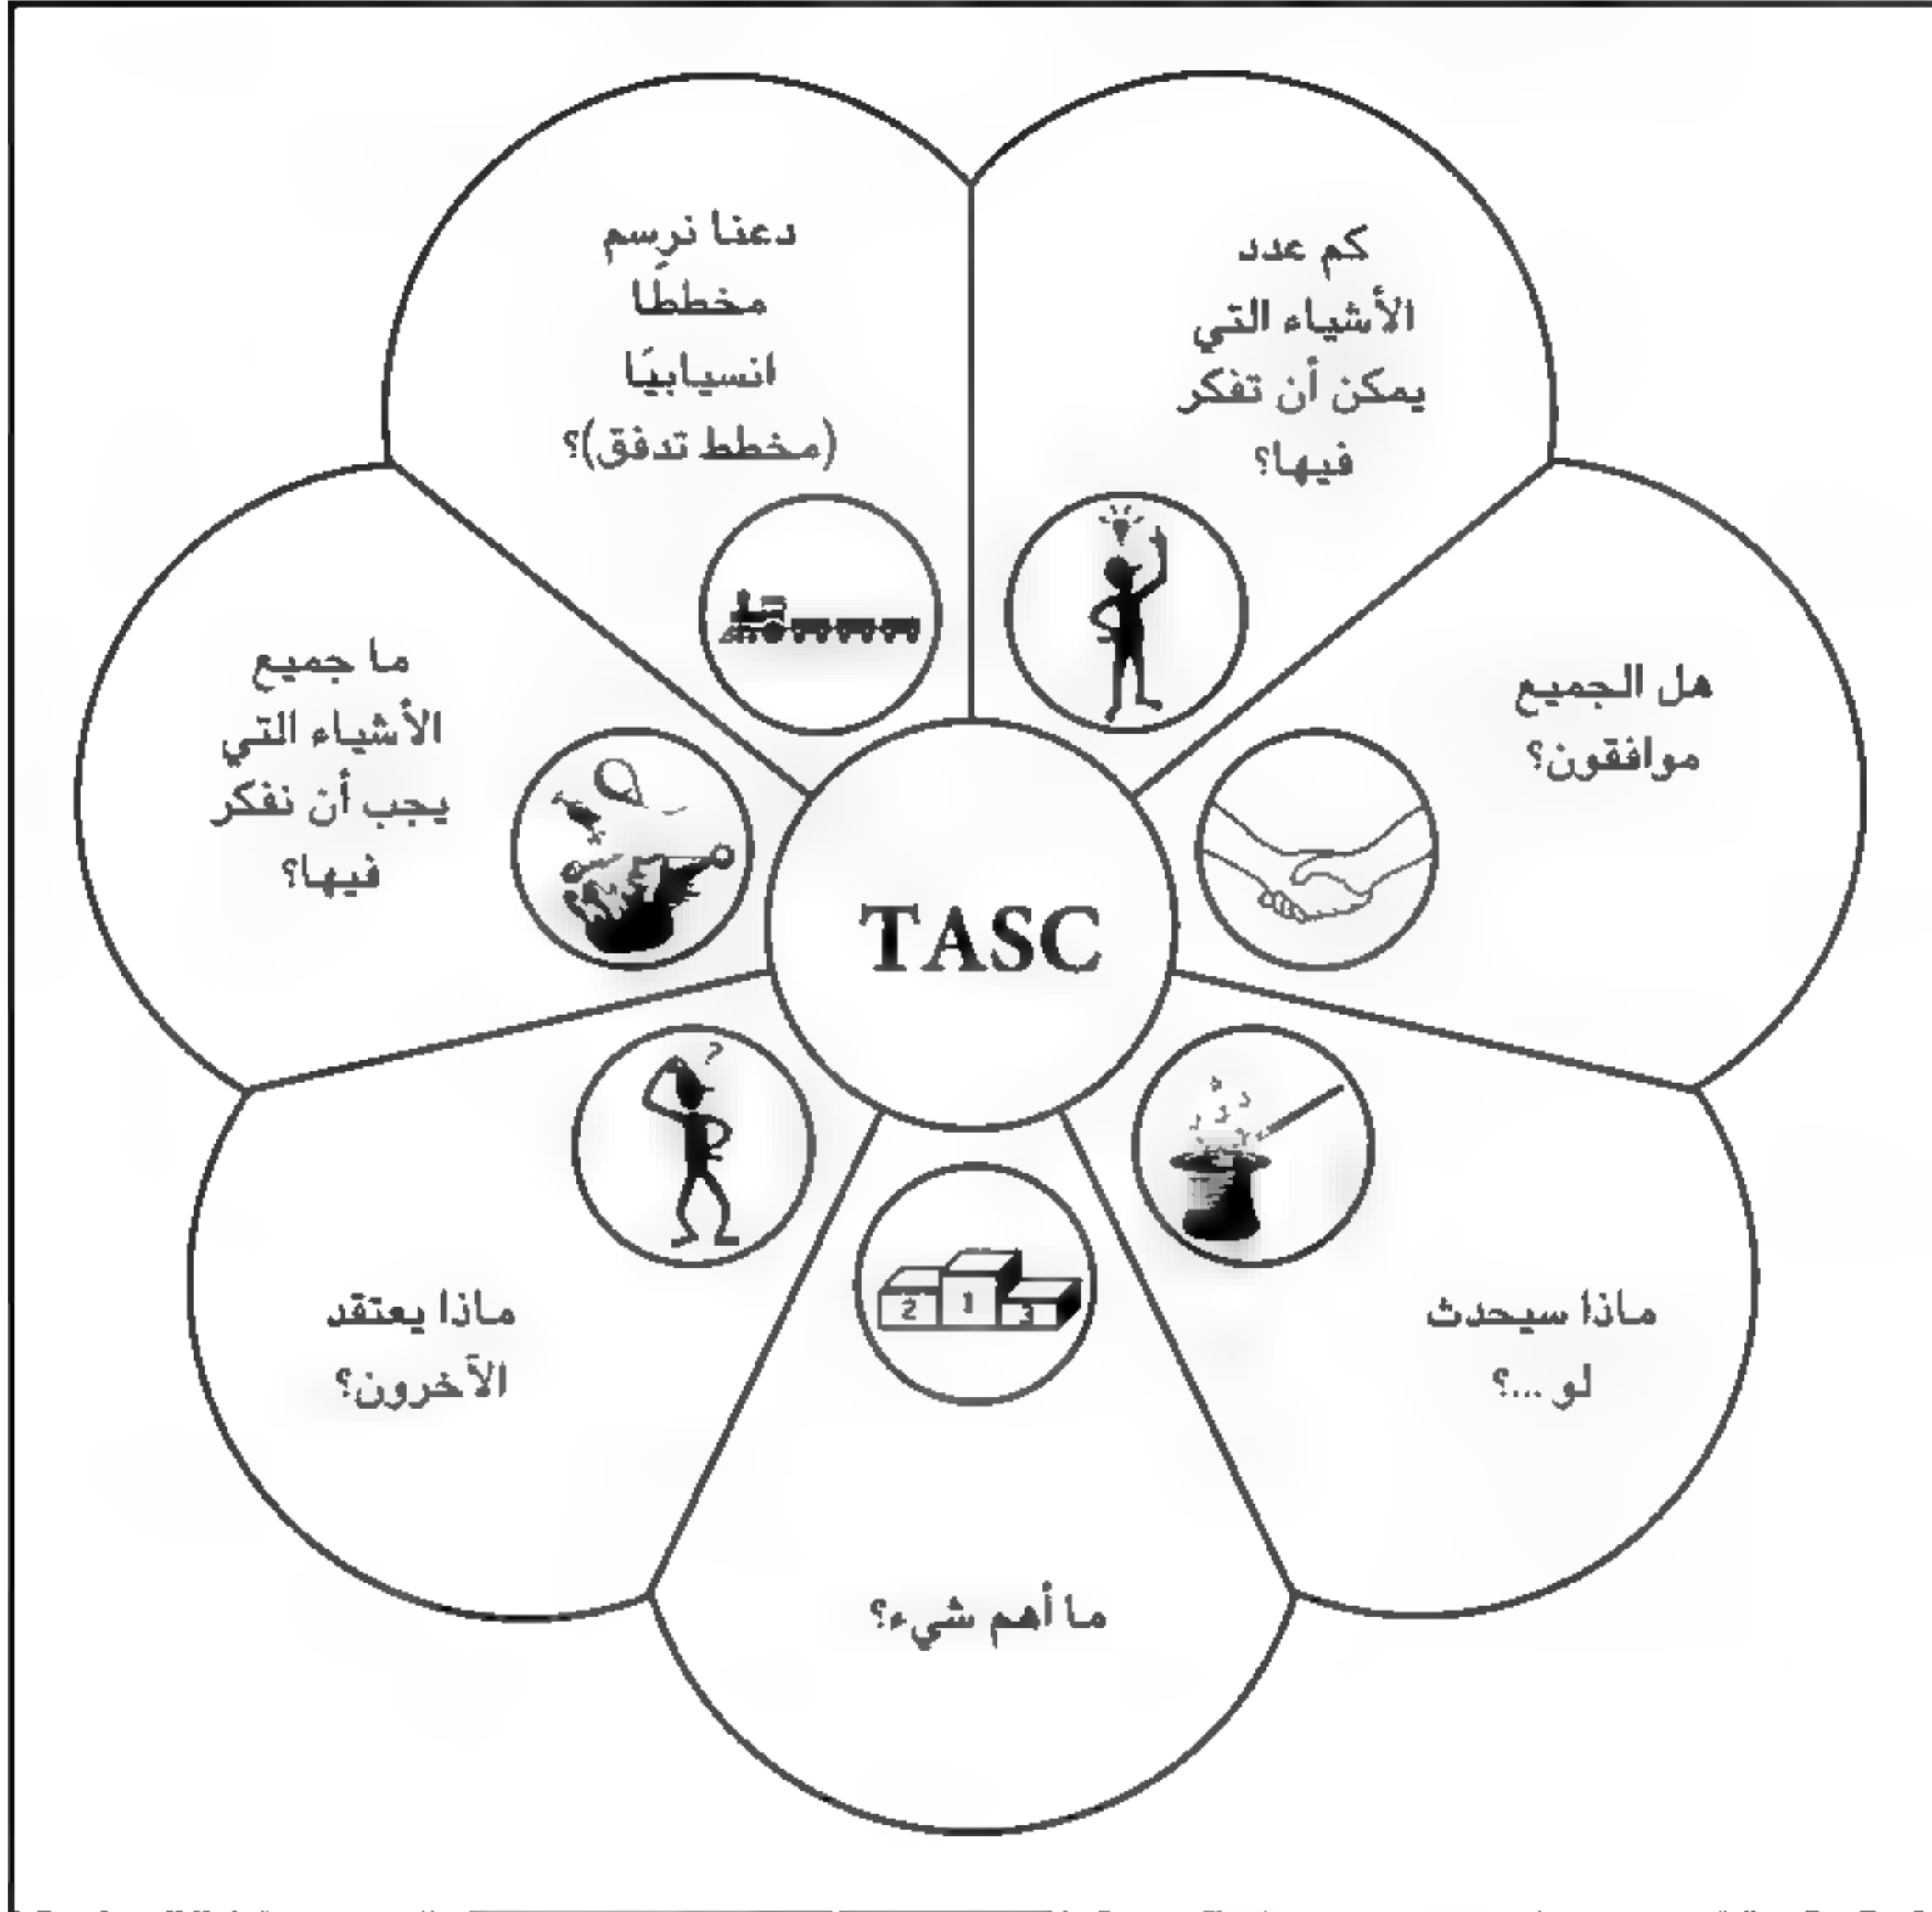 كم عدد
الأشياء التي
يمكن أن تفكر
فيها؟
هل الجميع
موافقون؟
ماذا سيحدث
لو ...؟
ما أهم شيء؟
ماذا يعتقد
الآخرون؟
ما جميع
الأشياء التي
يجب أن نفكر
فيها؟
دعنا نرسم
مخططًا
انسيابيًا
(مخطط تدفق)؟
TASC
?
2
1
3